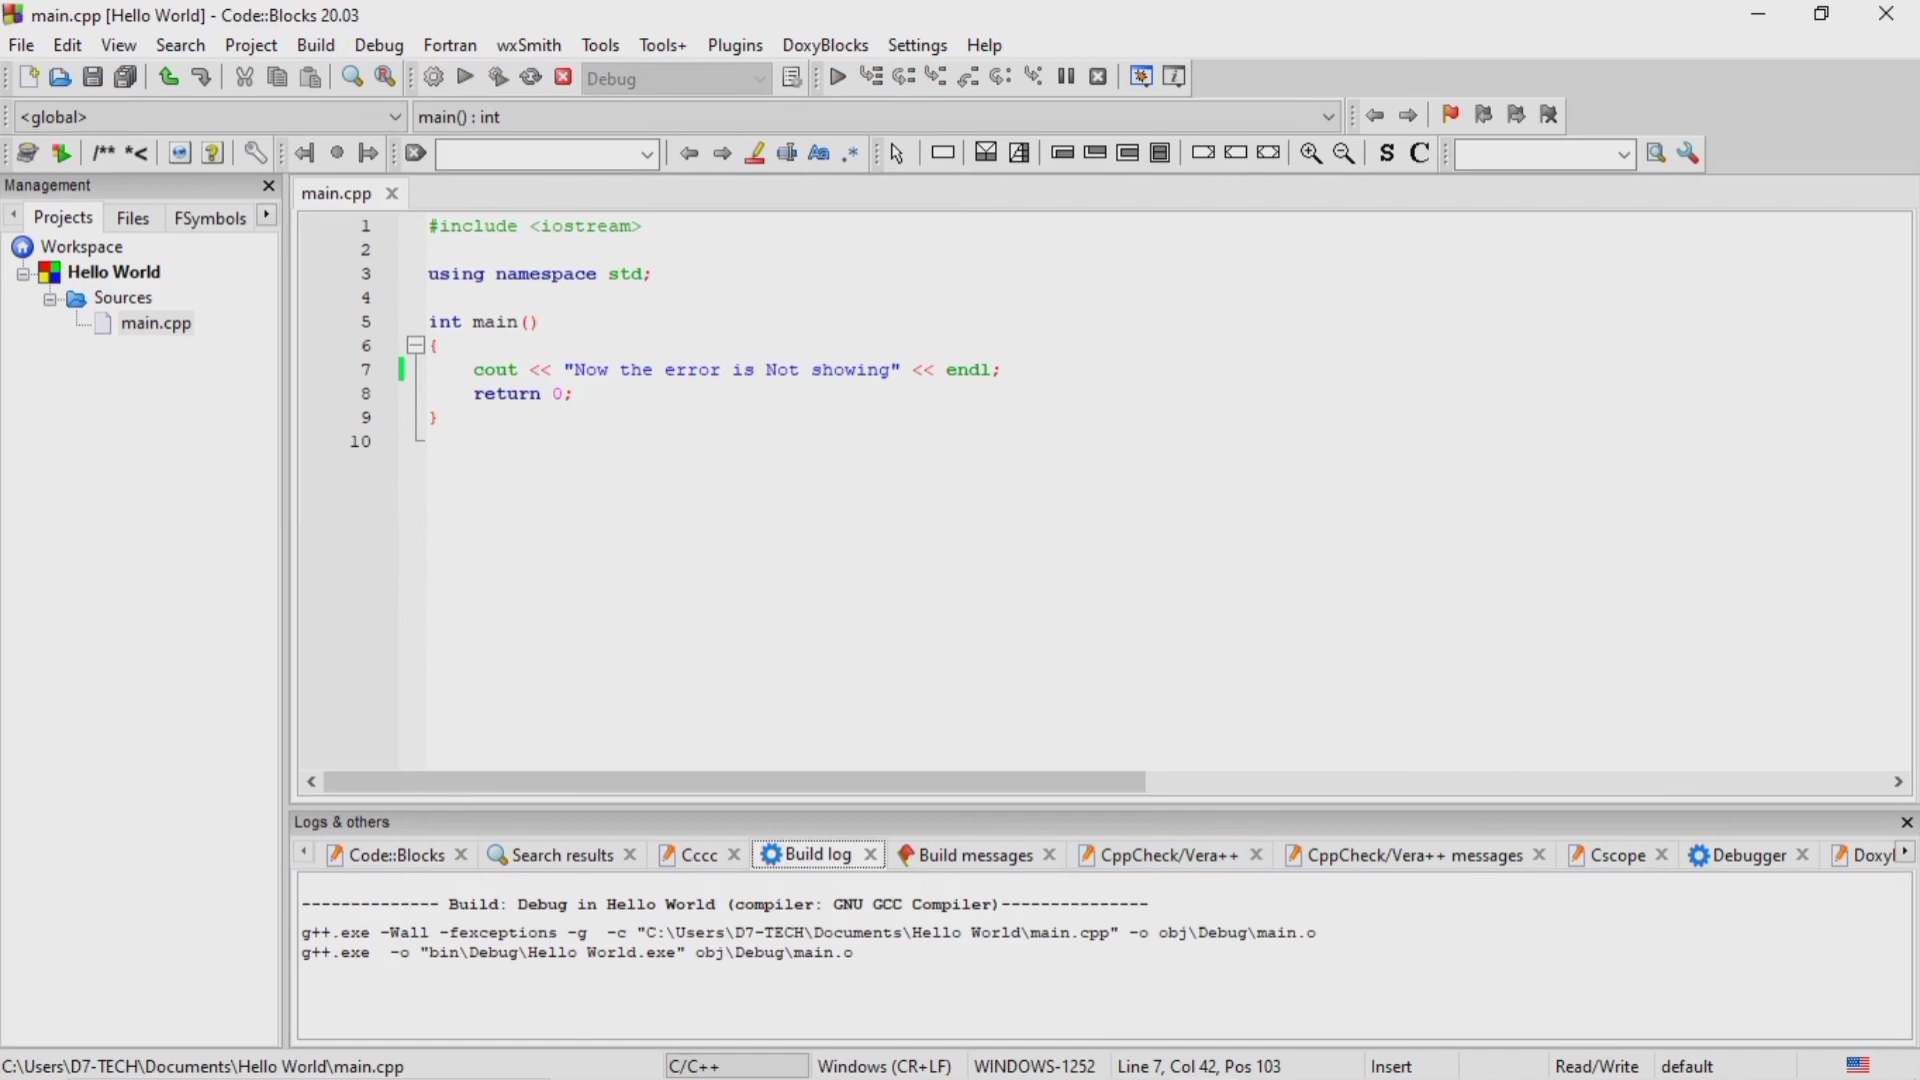 main.cpp [Hello World] - Code::Blocks 20.03
File Edit View Search Project Build Debug Fortran wxSmith Tools Tools+ Plugins DoxyBlocks Settings Help
Debug
<global> main() : int
/** *< Aa .* S C
Management
Projects Files FSymbols
Workspace
Hello World
Sources
main.cpp
main.cpp
1 #include <iostream>
2
3 using namespace std;
4
5 int main()
6 {
7 cout << "Now the error is Not showing" << endl;
8 return 0;
9 }
10
Logs & others
Code::Blocks Search results Cccc Build log Build messages CppCheck/Vera++ CppCheck/Vera++ messages Cscope Debugger Doxyl
-------------- Build: Debug in Hello World (compiler: GNU GCC Compiler)---------------
g++.exe -Wall -fexceptions -g -c "C:\Users\D7-TECH\Documents\Hello World\main.cpp" -o obj\Debug\main.o
g++.exe -o "bin\Debug\Hello World.exe" obj\Debug\main.o
C:\Users\D7-TECH\Documents\Hello World\main.cpp C/C++ Windows (CR+LF) WINDOWS-1252 Line 7, Col 42, Pos 103 Insert Read/Write default